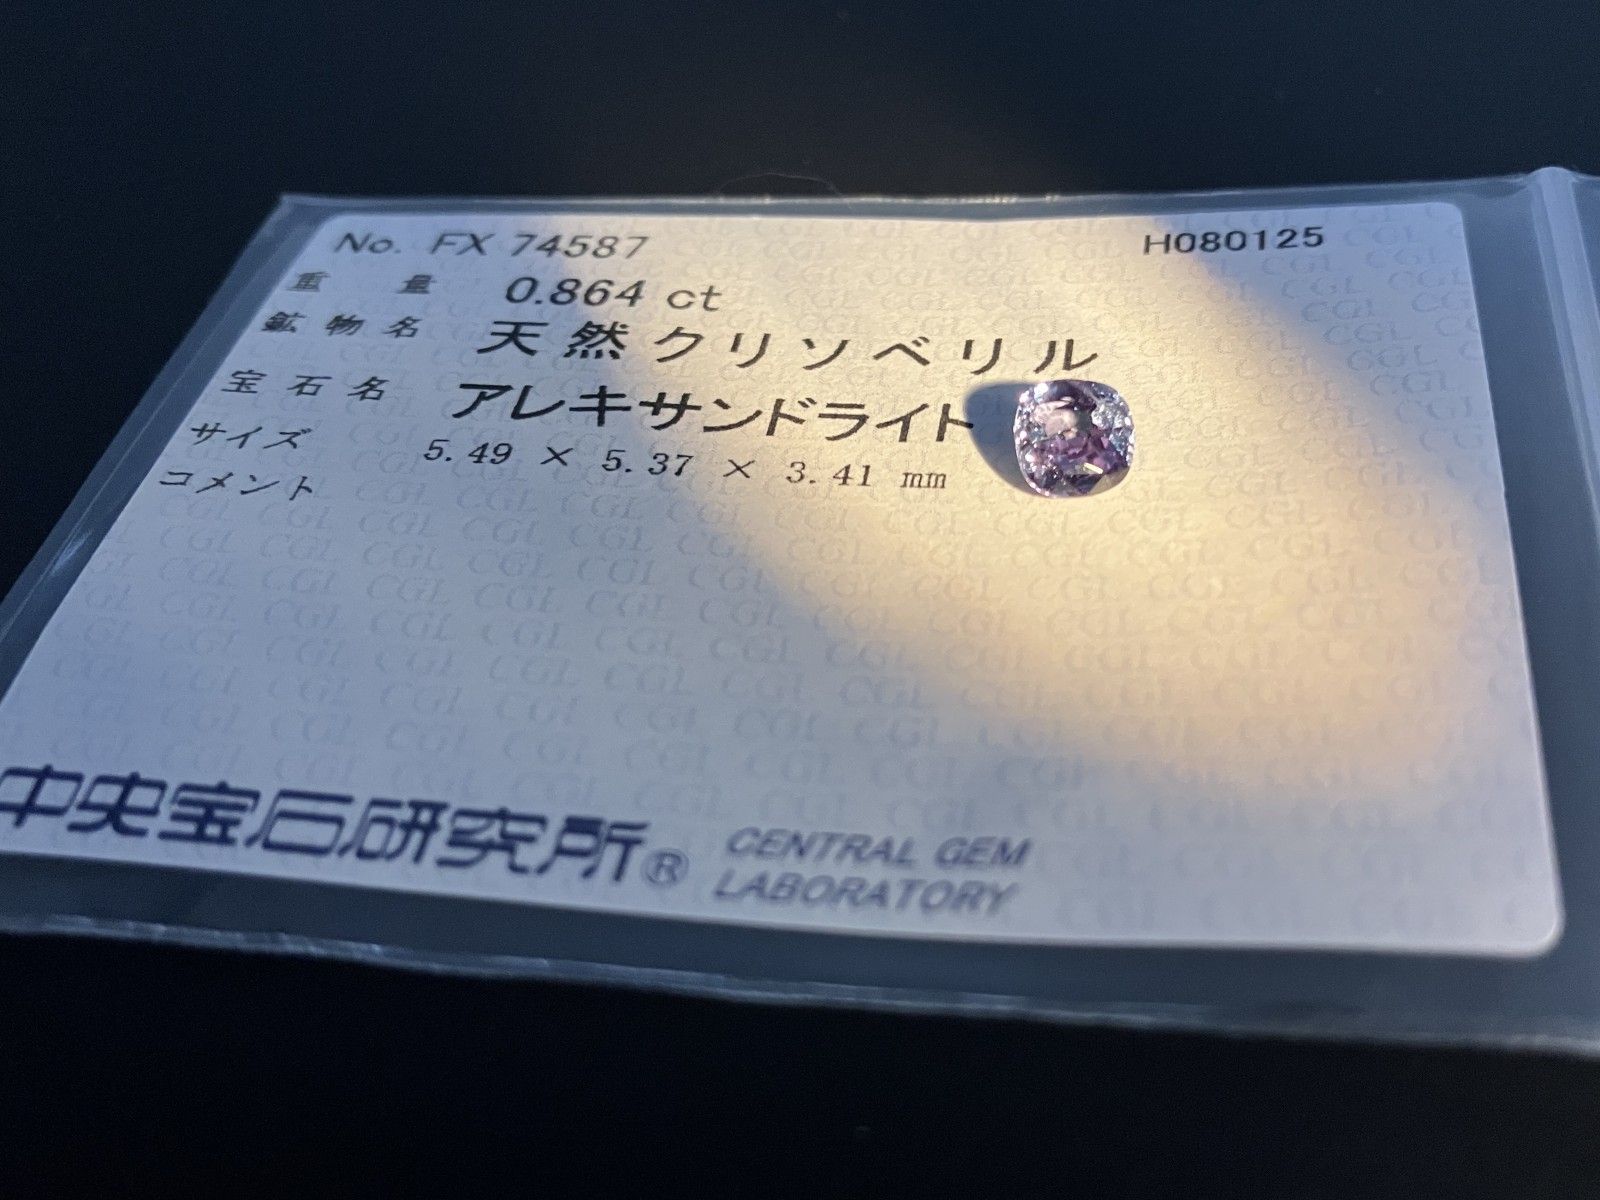 No. FX 74587 H080125
重量 0.864 ct
鉱物名 天然クリソベリル
宝石名 アレキサンドライト
サイズ 5.49 × 5.37 × 3.41 mm
コメント
中央宝石研究所® CENTRAL GEM
LABORATORY